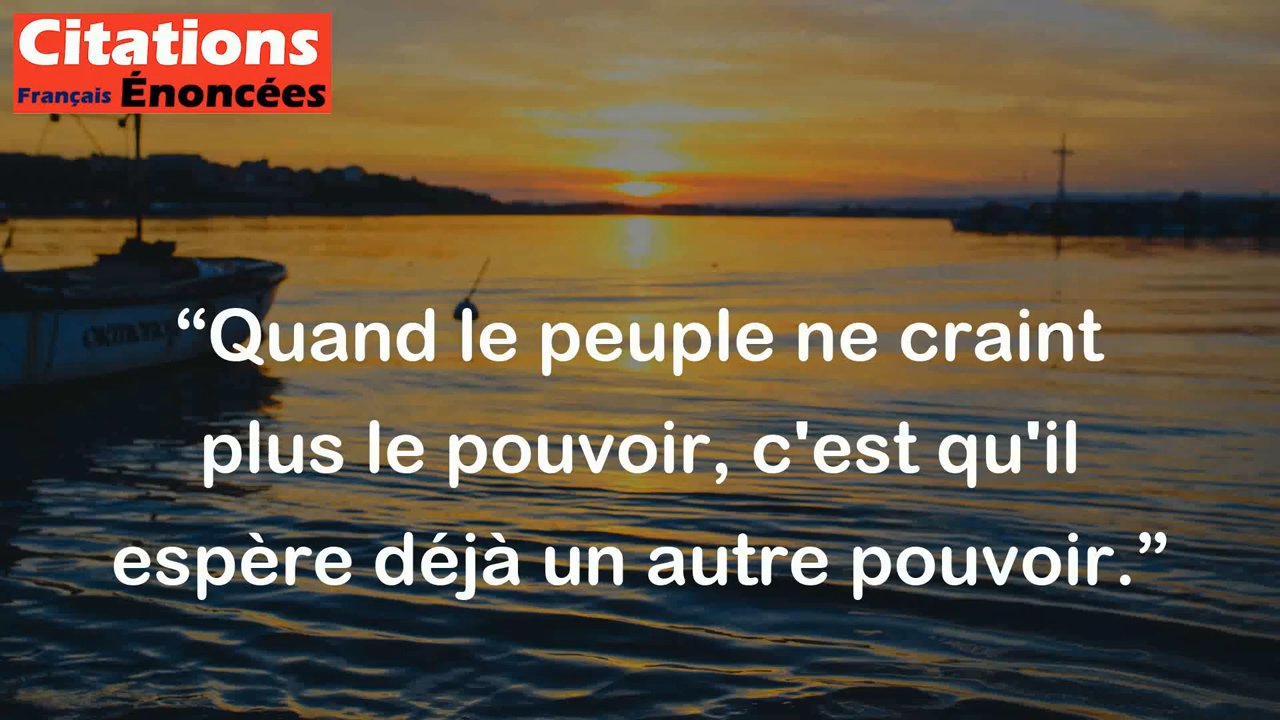 Citations
Français Énoncées
“Quand le peuple ne craint
plus le pouvoir, c'est qu'il
espère déjà un autre pouvoir.”